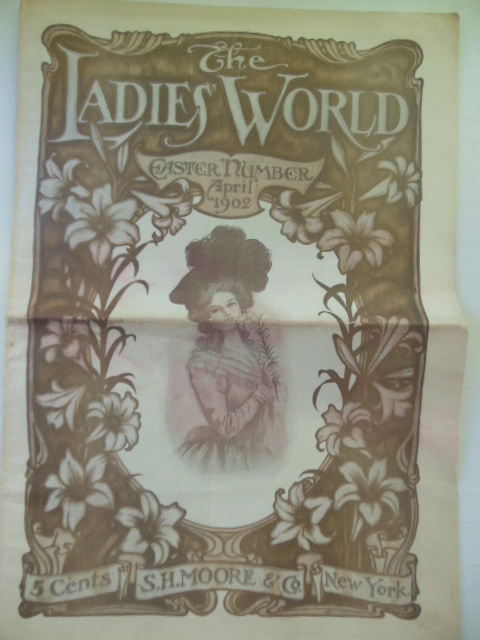 The
LADIES WORLD
EASTER NUMBER
April
1902
5 Cents S.H.MOORE & Co. New York.